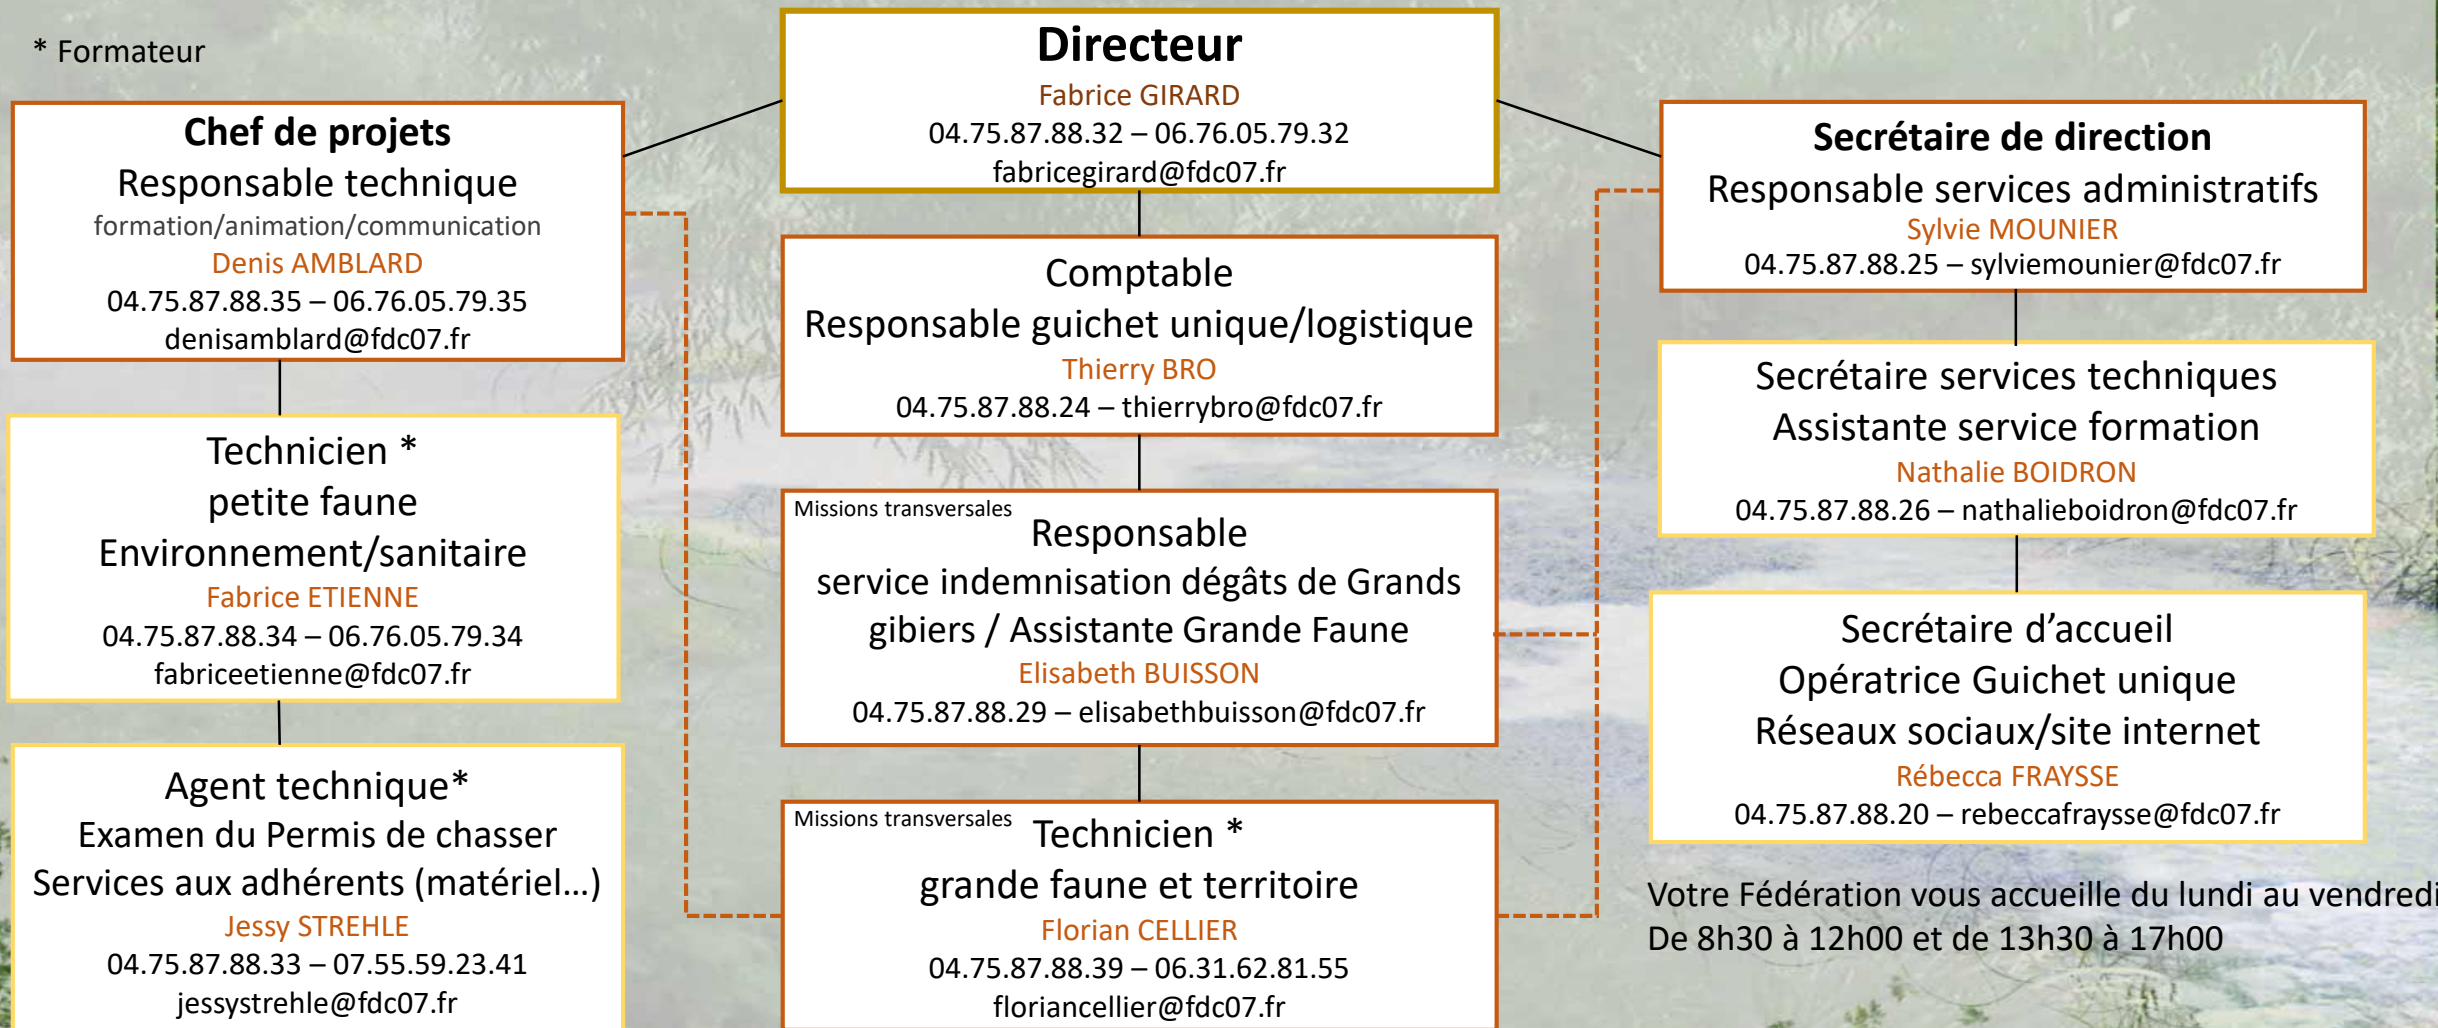 * Formateur
Directeur
Fabrice GIRARD
04.75.87.88.32 – 06.76.05.79.32
fabricegirard@fdc07.fr
Chef de projets
Responsable technique
formation/animation/communication
Denis AMBLARD
04.75.87.88.35 – 06.76.05.79.35
denisamblard@fdc07.fr
Secrétaire de direction
Responsable services administratifs
Sylvie MOUNIER
04.75.87.88.25 – sylviemounier@fdc07.fr
Comptable
Responsable guichet unique/logistique
Thierry BRO
04.75.87.88.24 – thierrybro@fdc07.fr
Secrétaire services techniques
Assistante service formation
Nathalie BOIDRON
04.75.87.88.26 – nathalieboidron@fdc07.fr
Technicien *
petite faune
Environnement/sanitaire
Fabrice ETIENNE
04.75.87.88.34 – 06.76.05.79.34
fabriceetienne@fdc07.fr
Missions transversales
Responsable
service indemnisation dégâts de Grands
gibiers / Assistante Grande Faune
Elisabeth BUISSON
04.75.87.88.29 – elisabethbuisson@fdc07.fr
Secrétaire d’accueil
Opératrice Guichet unique
Réseaux sociaux/site internet
Rébecca FRAYSSE
04.75.87.88.20 – rebeccafraysse@fdc07.fr
Agent technique*
Examen du Permis de chasser
Services aux adhérents (matériel…)
Jessy STREHLE
04.75.87.88.33 – 07.55.59.23.41
jessystrehle@fdc07.fr
Missions transversales
Technicien *
grande faune et territoire
Florian CELLIER
04.75.87.88.39 – 06.31.62.81.55
floriancellier@fdc07.fr
Votre Fédération vous accueille du lundi au vendredi
De 8h30 à 12h00 et de 13h30 à 17h00